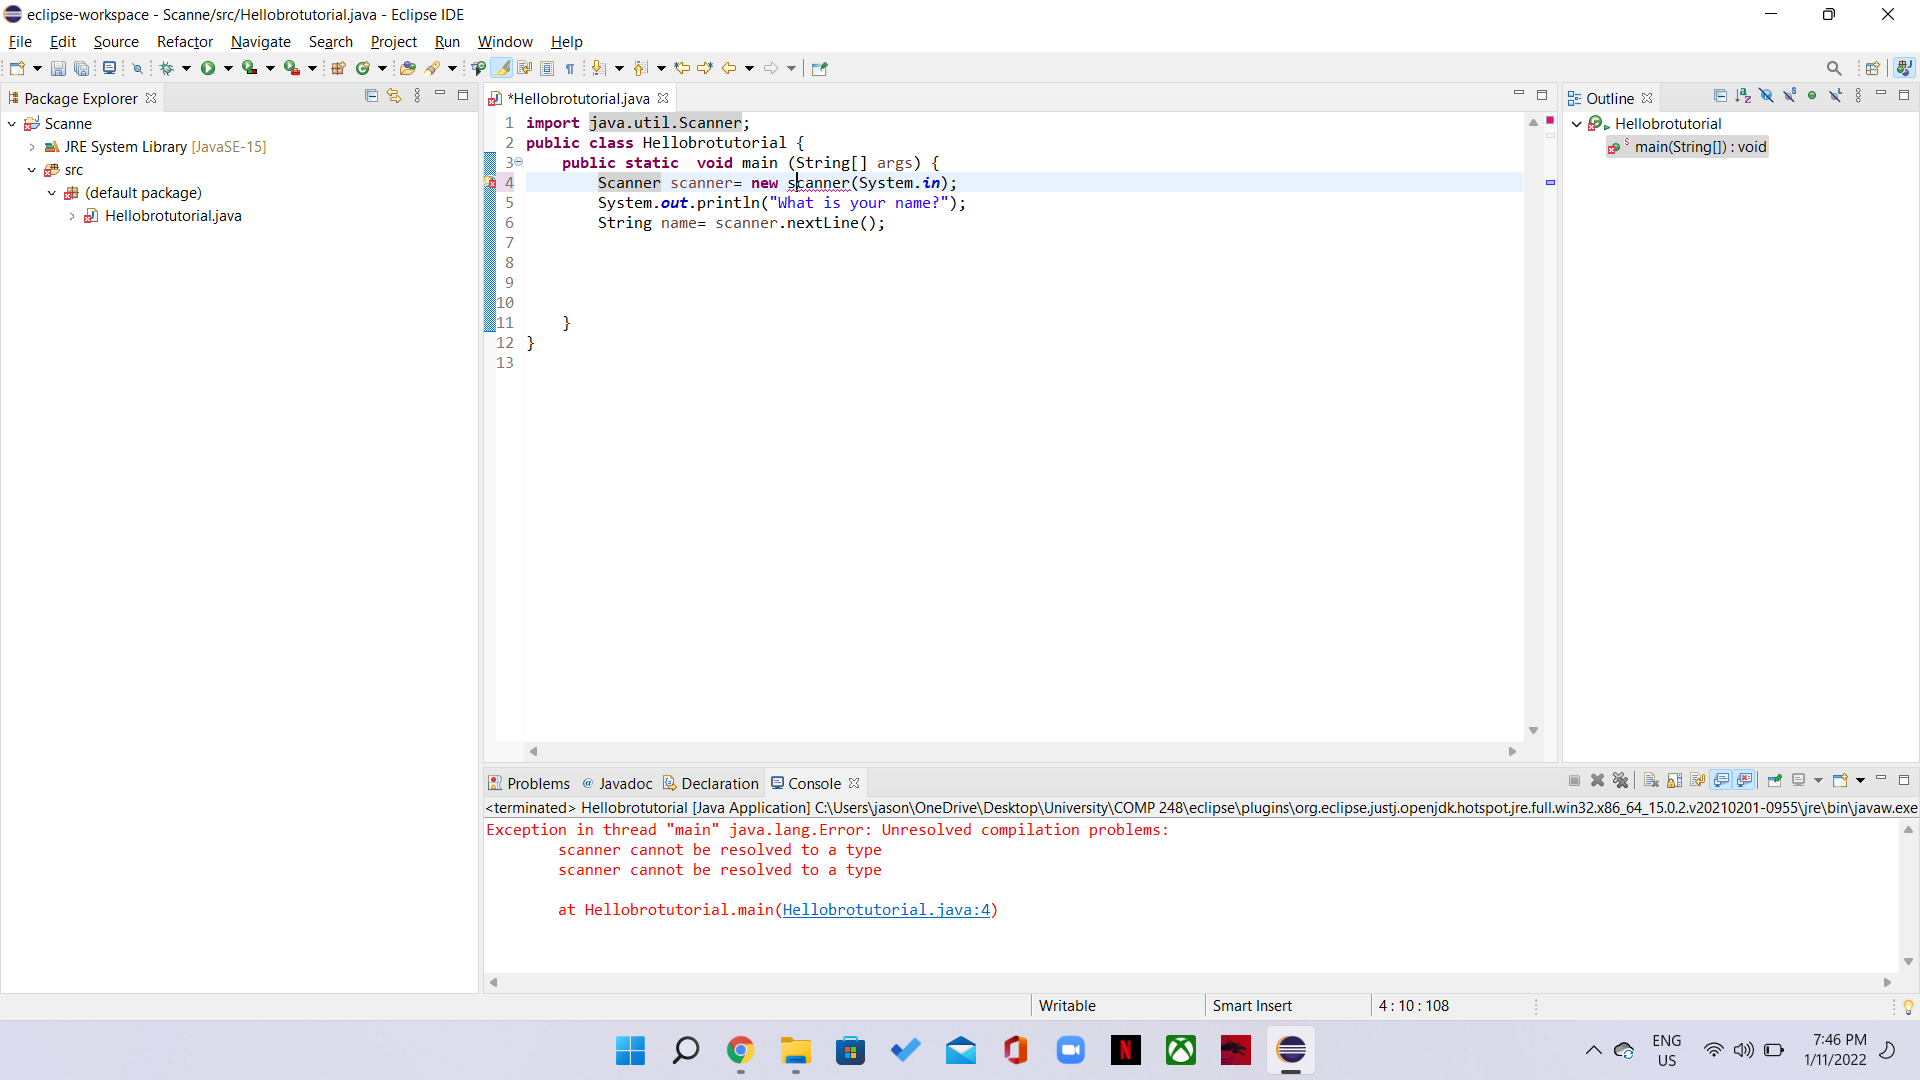 eclipse-workspace - Scanne/src/Hellobrotutorial.java - Eclipse IDE
File Edit Source Refactor Navigate Search Project Run Window Help
Package Explorer
Scanne
JRE System Library [JavaSE-15]
src
(default package)
Hellobrotutorial.java
*Hellobrotutorial.java
1 import java.util.Scanner;
2 public class Hellobrotutorial {
3 public static  void main (String[] args) {
4 Scanner scanner= new scanner(System.in);
5 System.out.println("What is your name?");
6 String name= scanner.nextLine();
7
8
9
10
11 }
12 }
13
Outline
Hellobrotutorial
main(String[]) : void
Problems @ Javadoc Declaration Console
<terminated> Hellobrotutorial [Java Application] C:\Users\jason\OneDrive\Desktop\University\COMP 248\eclipse\plugins\org.eclipse.justj.openjdk.hotspot.jre.full.win32.x86_64_15.0.2.v20210201-0955\jre\bin\javaw.exe
Exception in thread "main" java.lang.Error: Unresolved compilation problems:
scanner cannot be resolved to a type
scanner cannot be resolved to a type
at Hellobrotutorial.main(Hellobrotutorial.java:4)
Writable Smart Insert 4 : 10 : 108
ENG
US
7:46 PM
1/11/2022